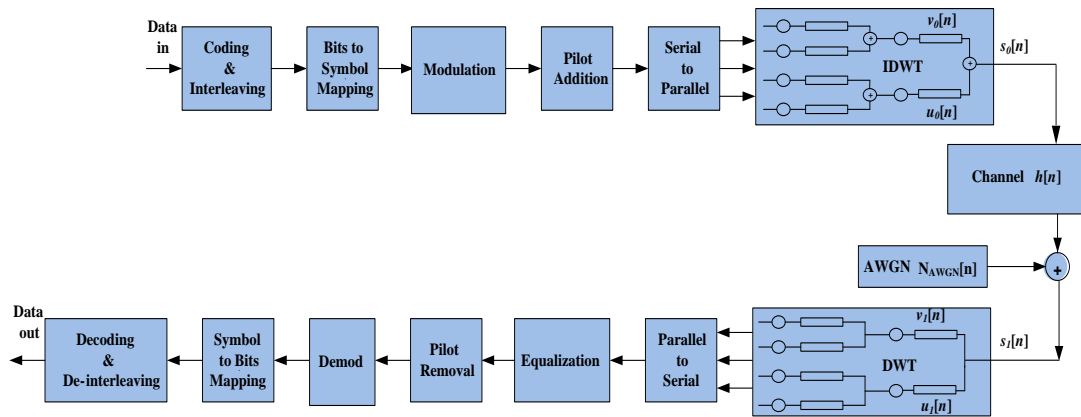 Data
in
Coding
&
Interleaving
Bits to
Symbol
Mapping
Modulation
Pilot
Addition
Serial
to
Parallel
v0[n]
IDWT
u0[n]
+
+
+
s0[n]
Channel h[n]
AWGN NAWGN[n]
+
Data
out
Decoding
&
De-interleaving
Symbol
to Bits
Mapping
Demod
Pilot
Removal
Equalization
Parallel
to
Serial
v1[n]
DWT
u1[n]
s1[n]